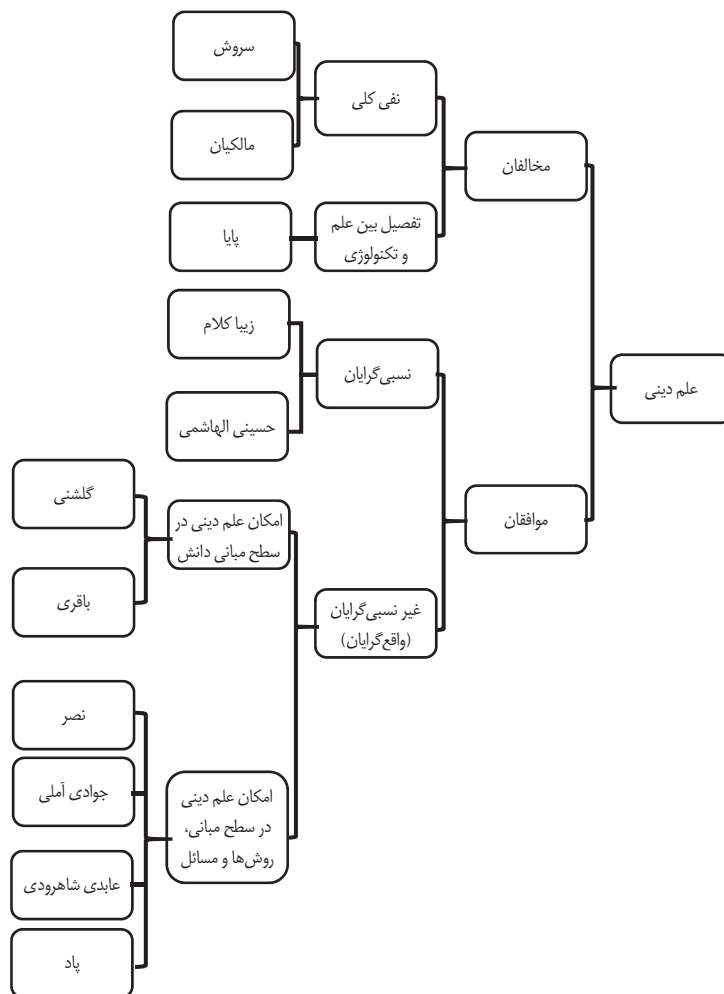 علم دینی
مخالفان
نفی کلی
سروش
مالکیان
تفصیل بین علم
و تکنولوژی
پایا
موافقان
نسبی‌گرایان
زیبا کلام
حسینی الهاشمی
غیر نسبی‌گرایان
(واقع‌گرایان)
امکان علم دینی در
سطح مبانی دانش
گلشنی
باقری
امکان علم دینی
در سطح مبانی،
روش‌ها و مسائل
نصر
جوادی آملی
عابدی شاهرودی
پاد